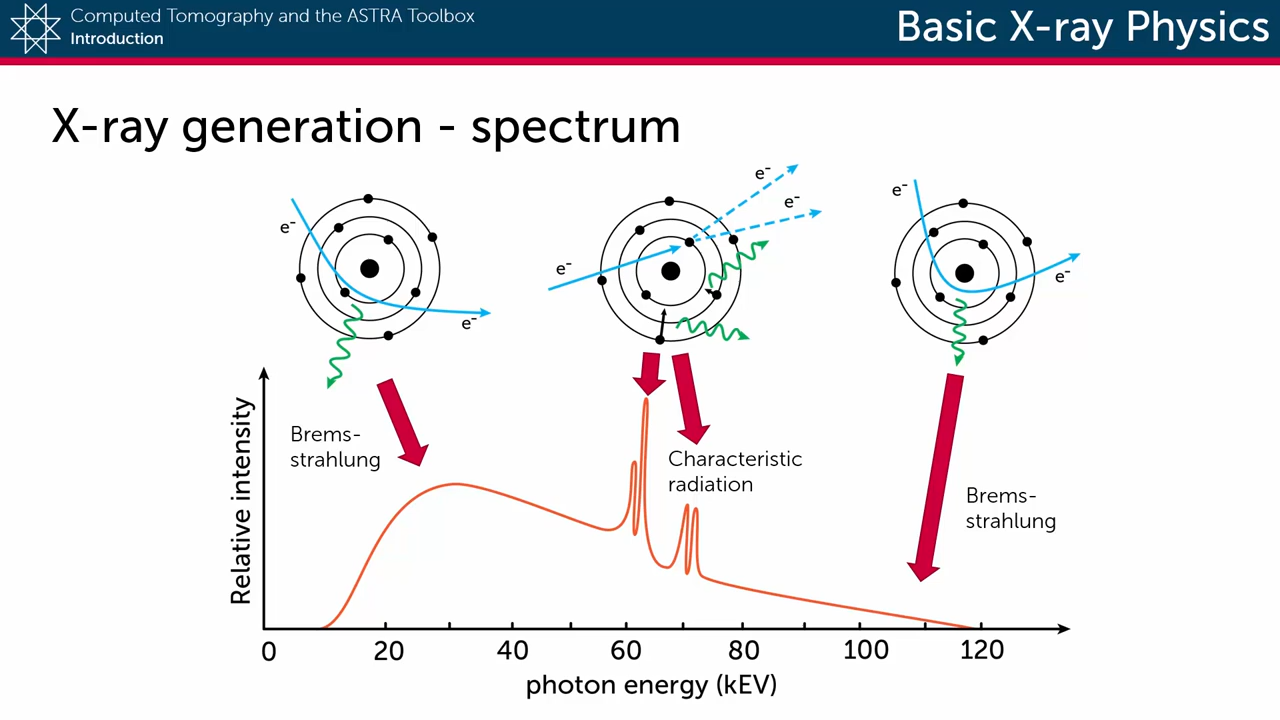 Computed Tomography and the ASTRA Toolbox
Introduction
Basic X-ray Physics
X-ray generation - spectrum
e⁻
e⁻
e⁻
e⁻
e⁻
e⁻
e⁻
Relative intensity
Brems-
strahlung
Characteristic
radiation
Brems-
strahlung
0 20 40 60 80 100 120
photon energy (kEV)